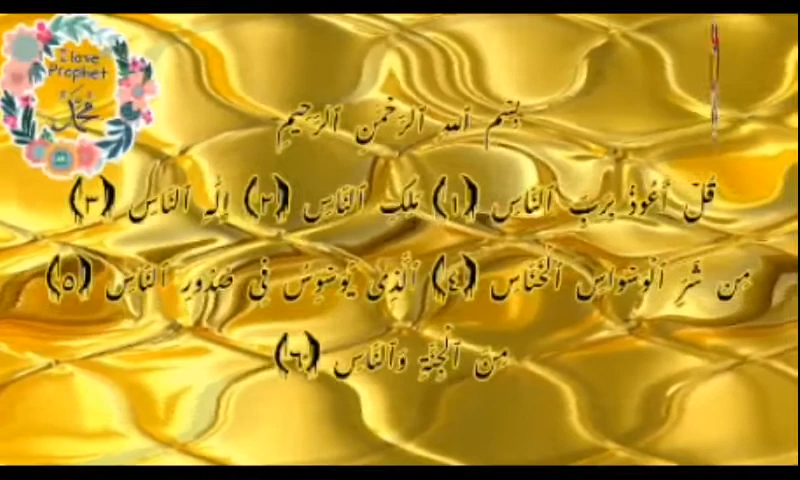 I love
Prophet
محمد
بِسْمِ ٱللَّهِ ٱلرَّحْمَٰنِ ٱلرَّحِيمِ
قُلْ أَعُوذُ بِرَبِّ ٱلنَّاسِ (١) مَلِكِ ٱلنَّاسِ (٢) إِلَٰهِ ٱلنَّاسِ (٣)
مِن شَرِّ ٱلْوَسْوَاسِ ٱلْخَنَّاسِ (٤) ٱلَّذِى يُوَسْوِسُ فِى صُدُورِ ٱلنَّاسِ (٥)
مِنَ ٱلْجِنَّةِ وَٱلنَّاسِ (٦)